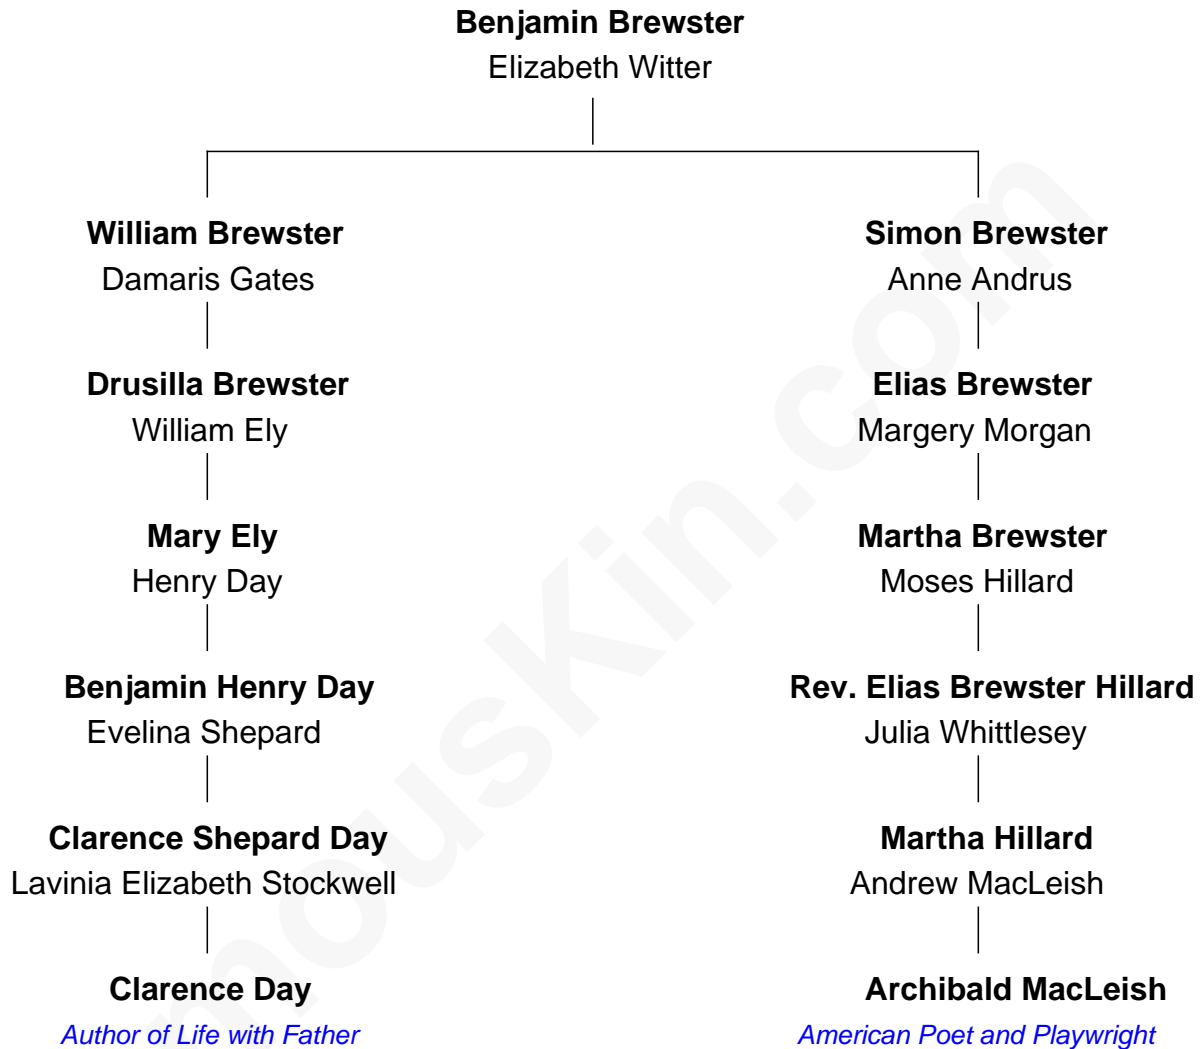 Benjamin Brewster
Elizabeth Witter
William Brewster
Damaris Gates
Drusilla Brewster
William Ely
Mary Ely
Henry Day
Benjamin Henry Day
Evelina Shepard
Clarence Shepard Day
Lavinia Elizabeth Stockwell
Clarence Day
Author of Life with Father
Simon Brewster
Anne Andrus
Elias Brewster
Margery Morgan
Martha Brewster
Moses Hillard
Rev. Elias Brewster Hillard
Julia Whittlesey
Martha Hillard
Andrew MacLeish
Archibald MacLeish
American Poet and Playwright
mousKin.com